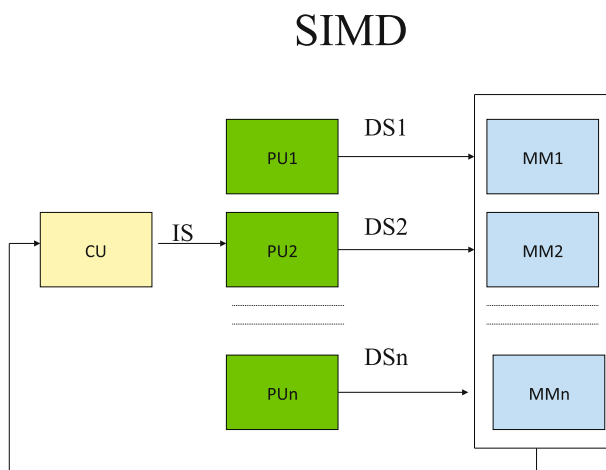 SIMD
DS1
PU1
MM1
DS2
CU
IS
PU2
MM2
DSn
PUn
MMn